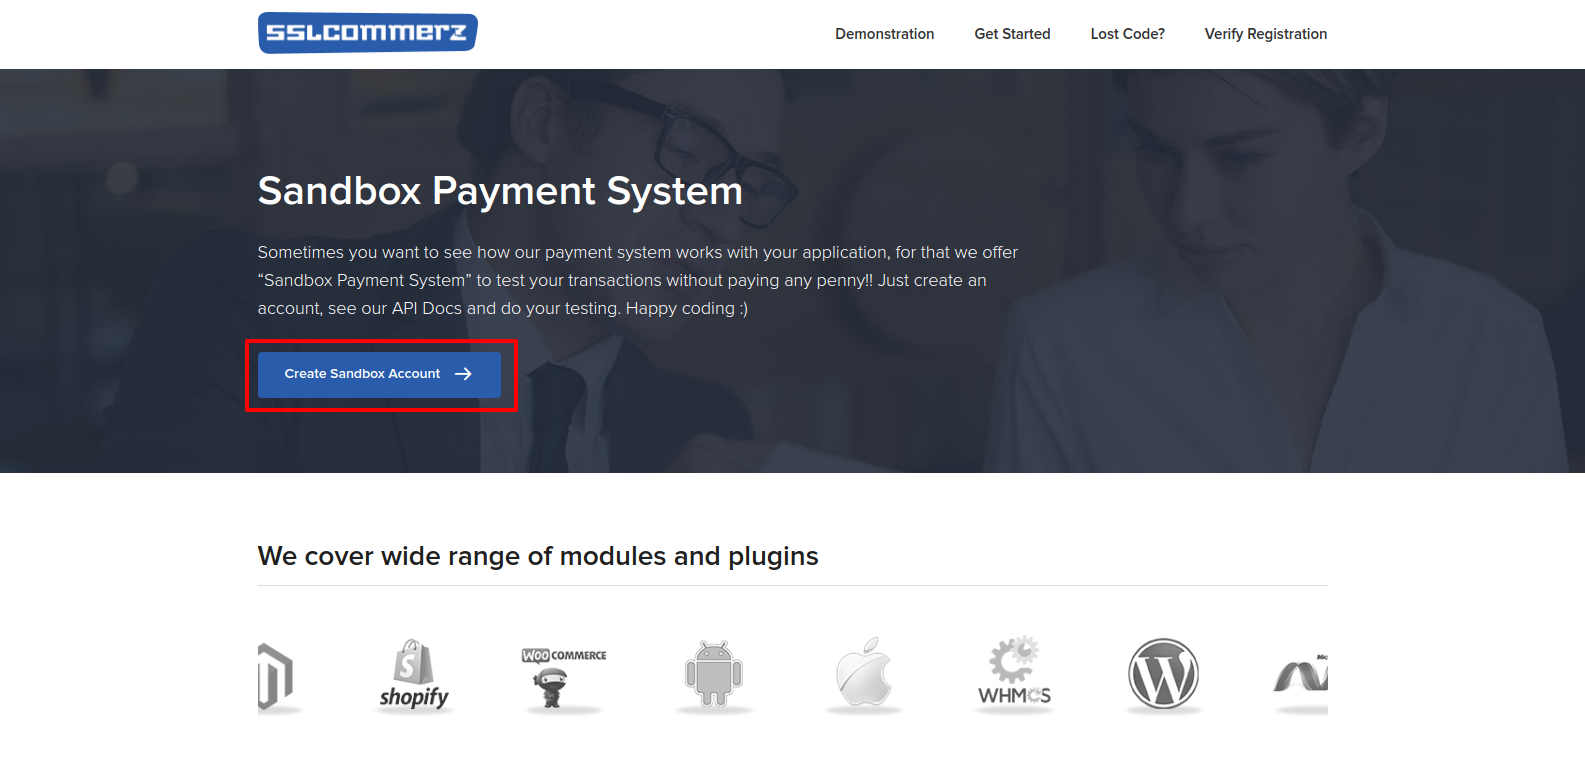 SSLCOMMERZ
Demonstration
Get Started
Lost Code?
Verify Registration
Sandbox Payment System
Sometimes you want to see how our payment system works with your application, for that we offer
“Sandbox Payment System” to test your transactions without paying any penny!! Just create an
account, see our API Docs and do your testing. Happy coding :)
Create Sandbox Account
We cover wide range of modules and plugins
shopify
WOO COMMERCE
WHMCS